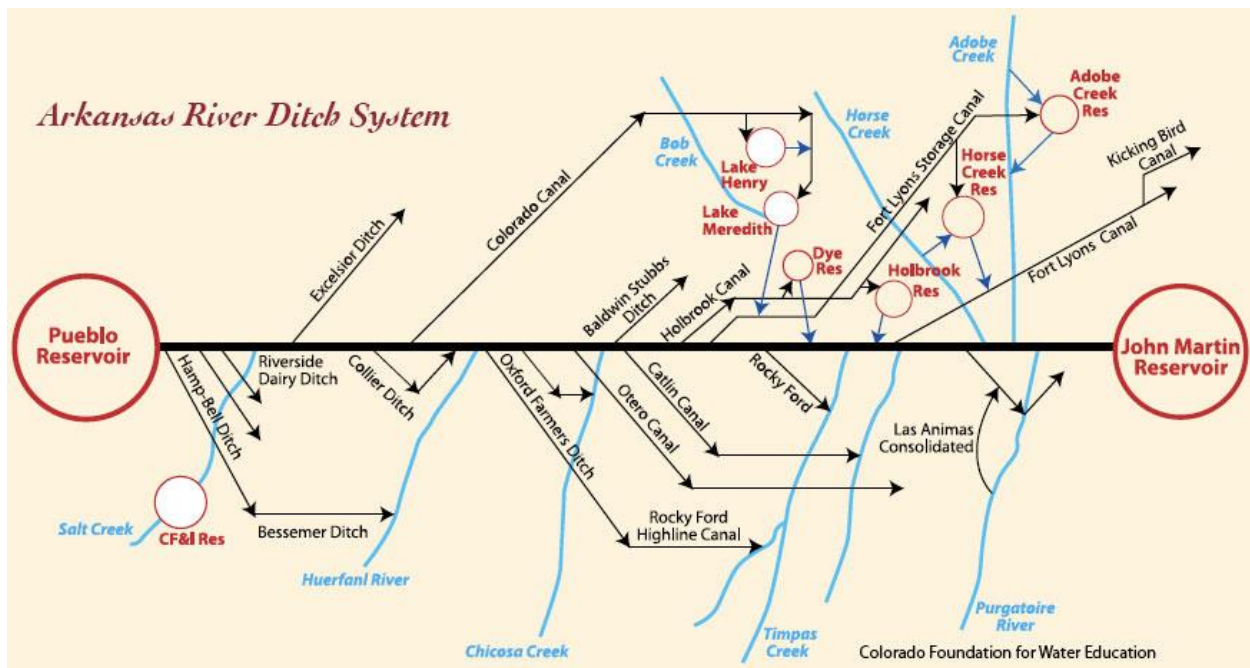 Arkansas River Ditch System
Adobe
Creek
Adobe
Creek
Res
Bob
Creek
Lake
Henry
Lake
Meredith
Horse
Creek
Fort Lyons Storage Canal
Horse
Creek
Res
Kicking Bird
Canal
Colorado Canal
Excelsior Ditch
Baldwin Stubbs
Ditch
Holbrook Canal
Dye
Res
Holbrook
Res
Fort Lyons Canal
Pueblo
Reservoir
John Martin
Reservoir
Hamp-Bell Ditch
Riverside
Dairy Ditch
Collier Ditch
Oxford Farmers Ditch
Otero Canal
Catlin Canal
Rocky Ford
Las Animas
Consolidated
Salt Creek
CF&I Res
Bessemer Ditch
Rocky Ford
Highline Canal
Huerfanl River
Chicosa Creek
Timpas
Creek
Purgatoire
River
Colorado Foundation for Water Education